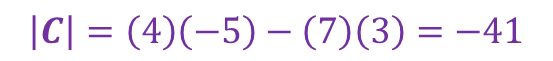 |C| = (4)(−5) − (7)(3) = −41